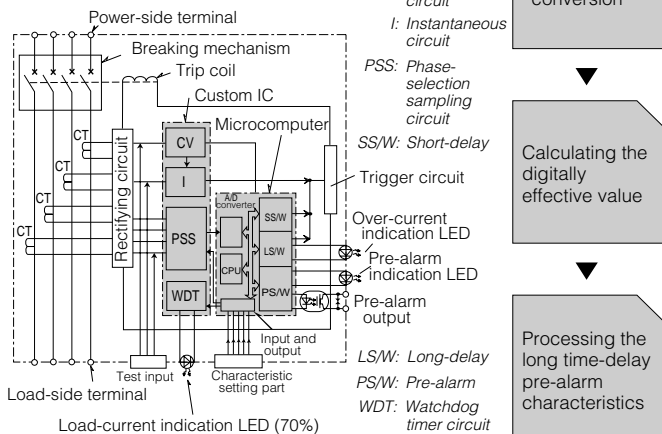 Power-side terminal
Breaking mechanism
Trip coil
Custom IC
Microcomputer
CT
CT
CT
CT
Rectifying circuit
CV
I
PSS
WDT
A/D
converter
CPU
SS/W
LS/W
PS/W
Trigger circuit
Over-current
indication LED
Pre-alarm
indication LED
Pre-alarm
output
Input and
output
Test input
Characteristic
setting part
Load-side terminal
Load-current indication LED (70%)
circuit
I: Instantaneous
circuit
PSS: Phase-
selection
sampling
circuit
SS/W: Short-delay
LS/W: Long-delay
PS/W: Pre-alarm
WDT: Watchdog
timer circuit
conversion
Calculating the
digitally
effective value
Processing the
long time-delay
pre-alarm
characteristics